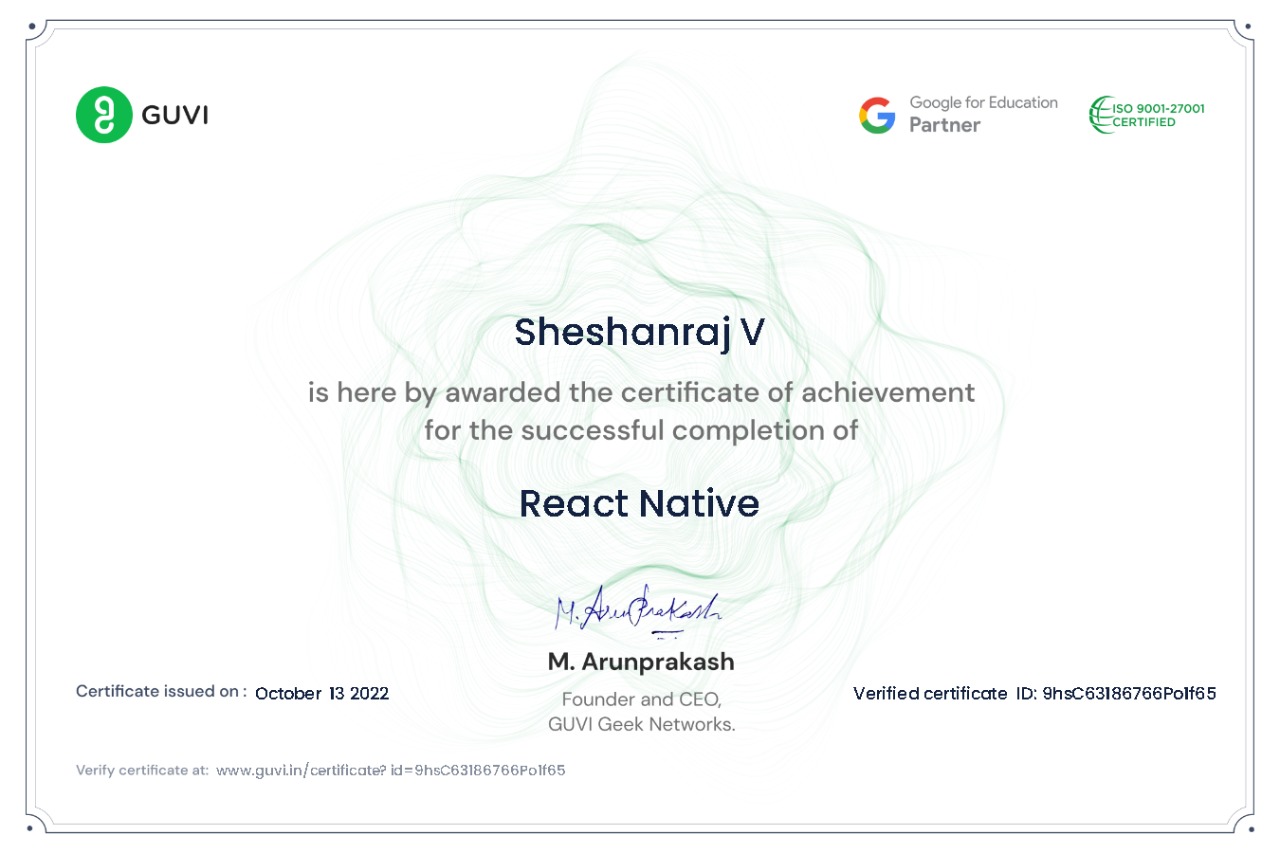 GUVI
Google for Education
Partner
ISO 9001-27001
CERTIFIED
Sheshanraj V
is here by awarded the certificate of achievement
for the successful completion of
React Native
M. Arunprakash
M. Arunprakash
Founder and CEO,
GUVI Geek Networks.
Certificate issued on : October 13 2022
Verified certificate ID: 9hsC63I86766Po1f65
Verify certificate at: www.guvi.in/certificate? id=9hsC63I86766Po1f65